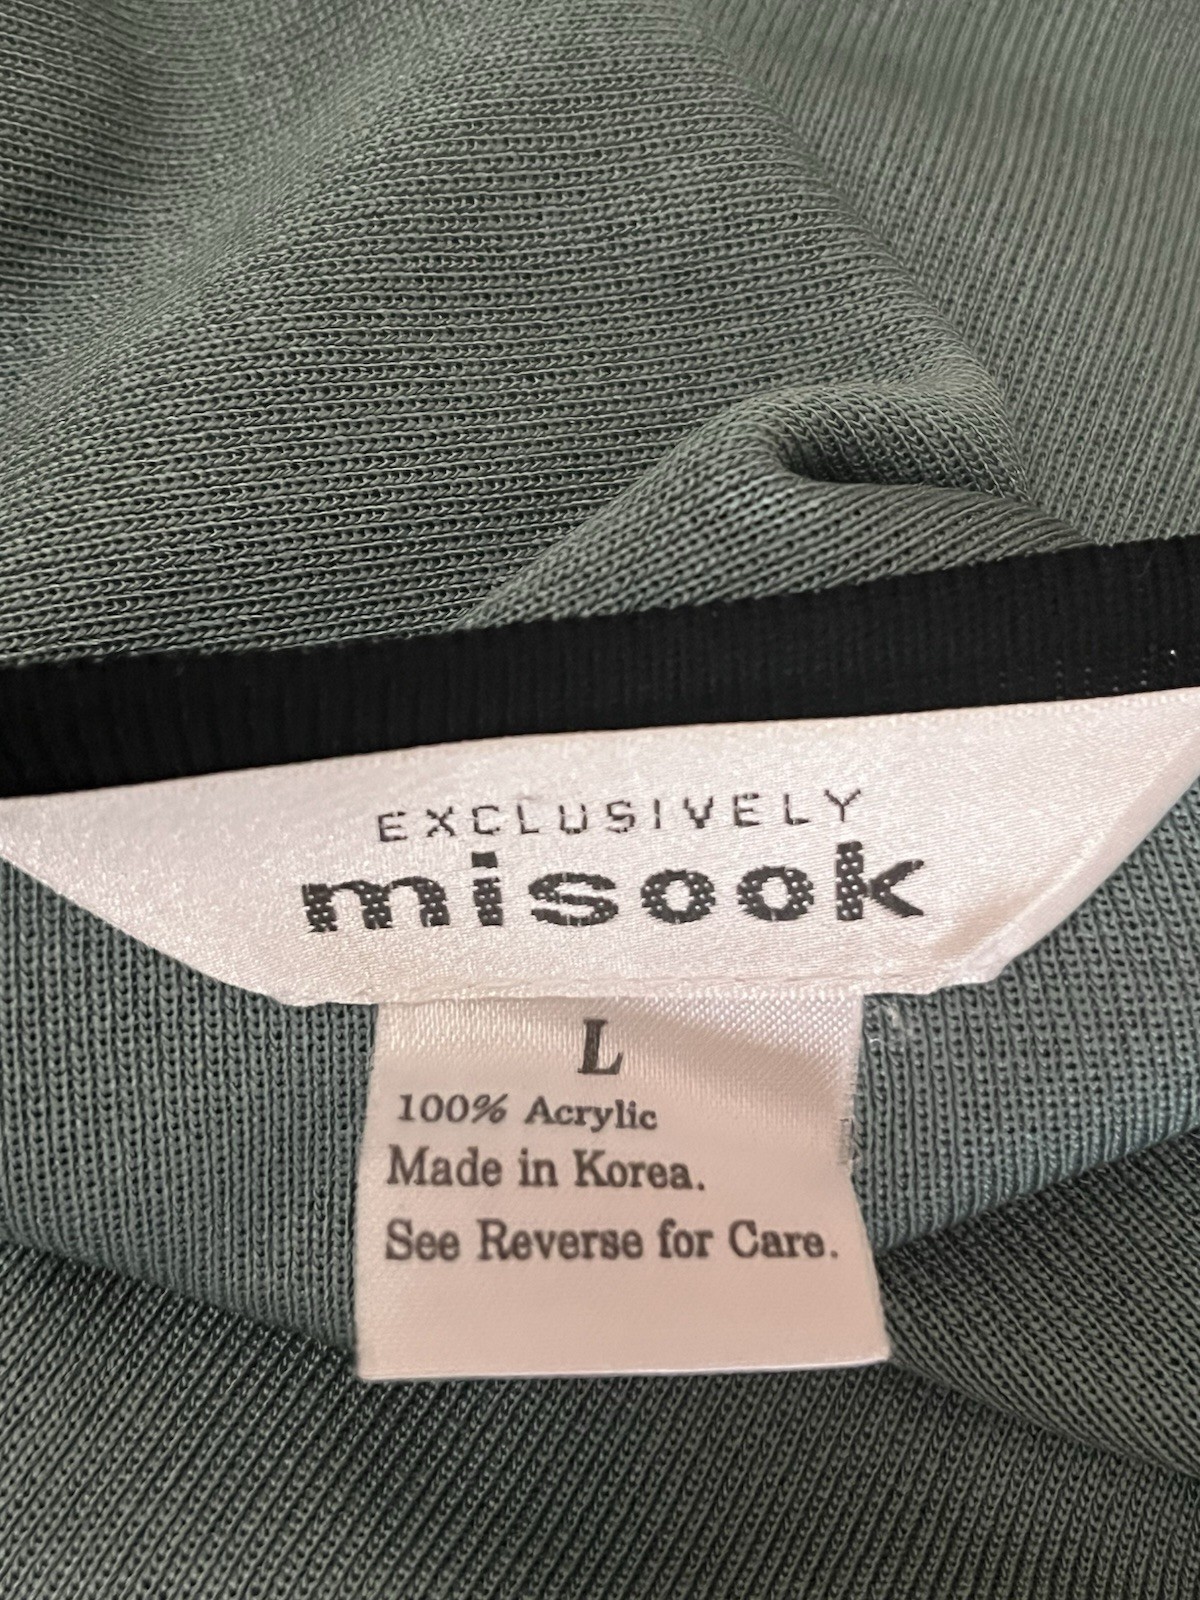 EXCLUSIVELY
misook
L
100% Acrylic
Made in Korea.
See Reverse for Care.